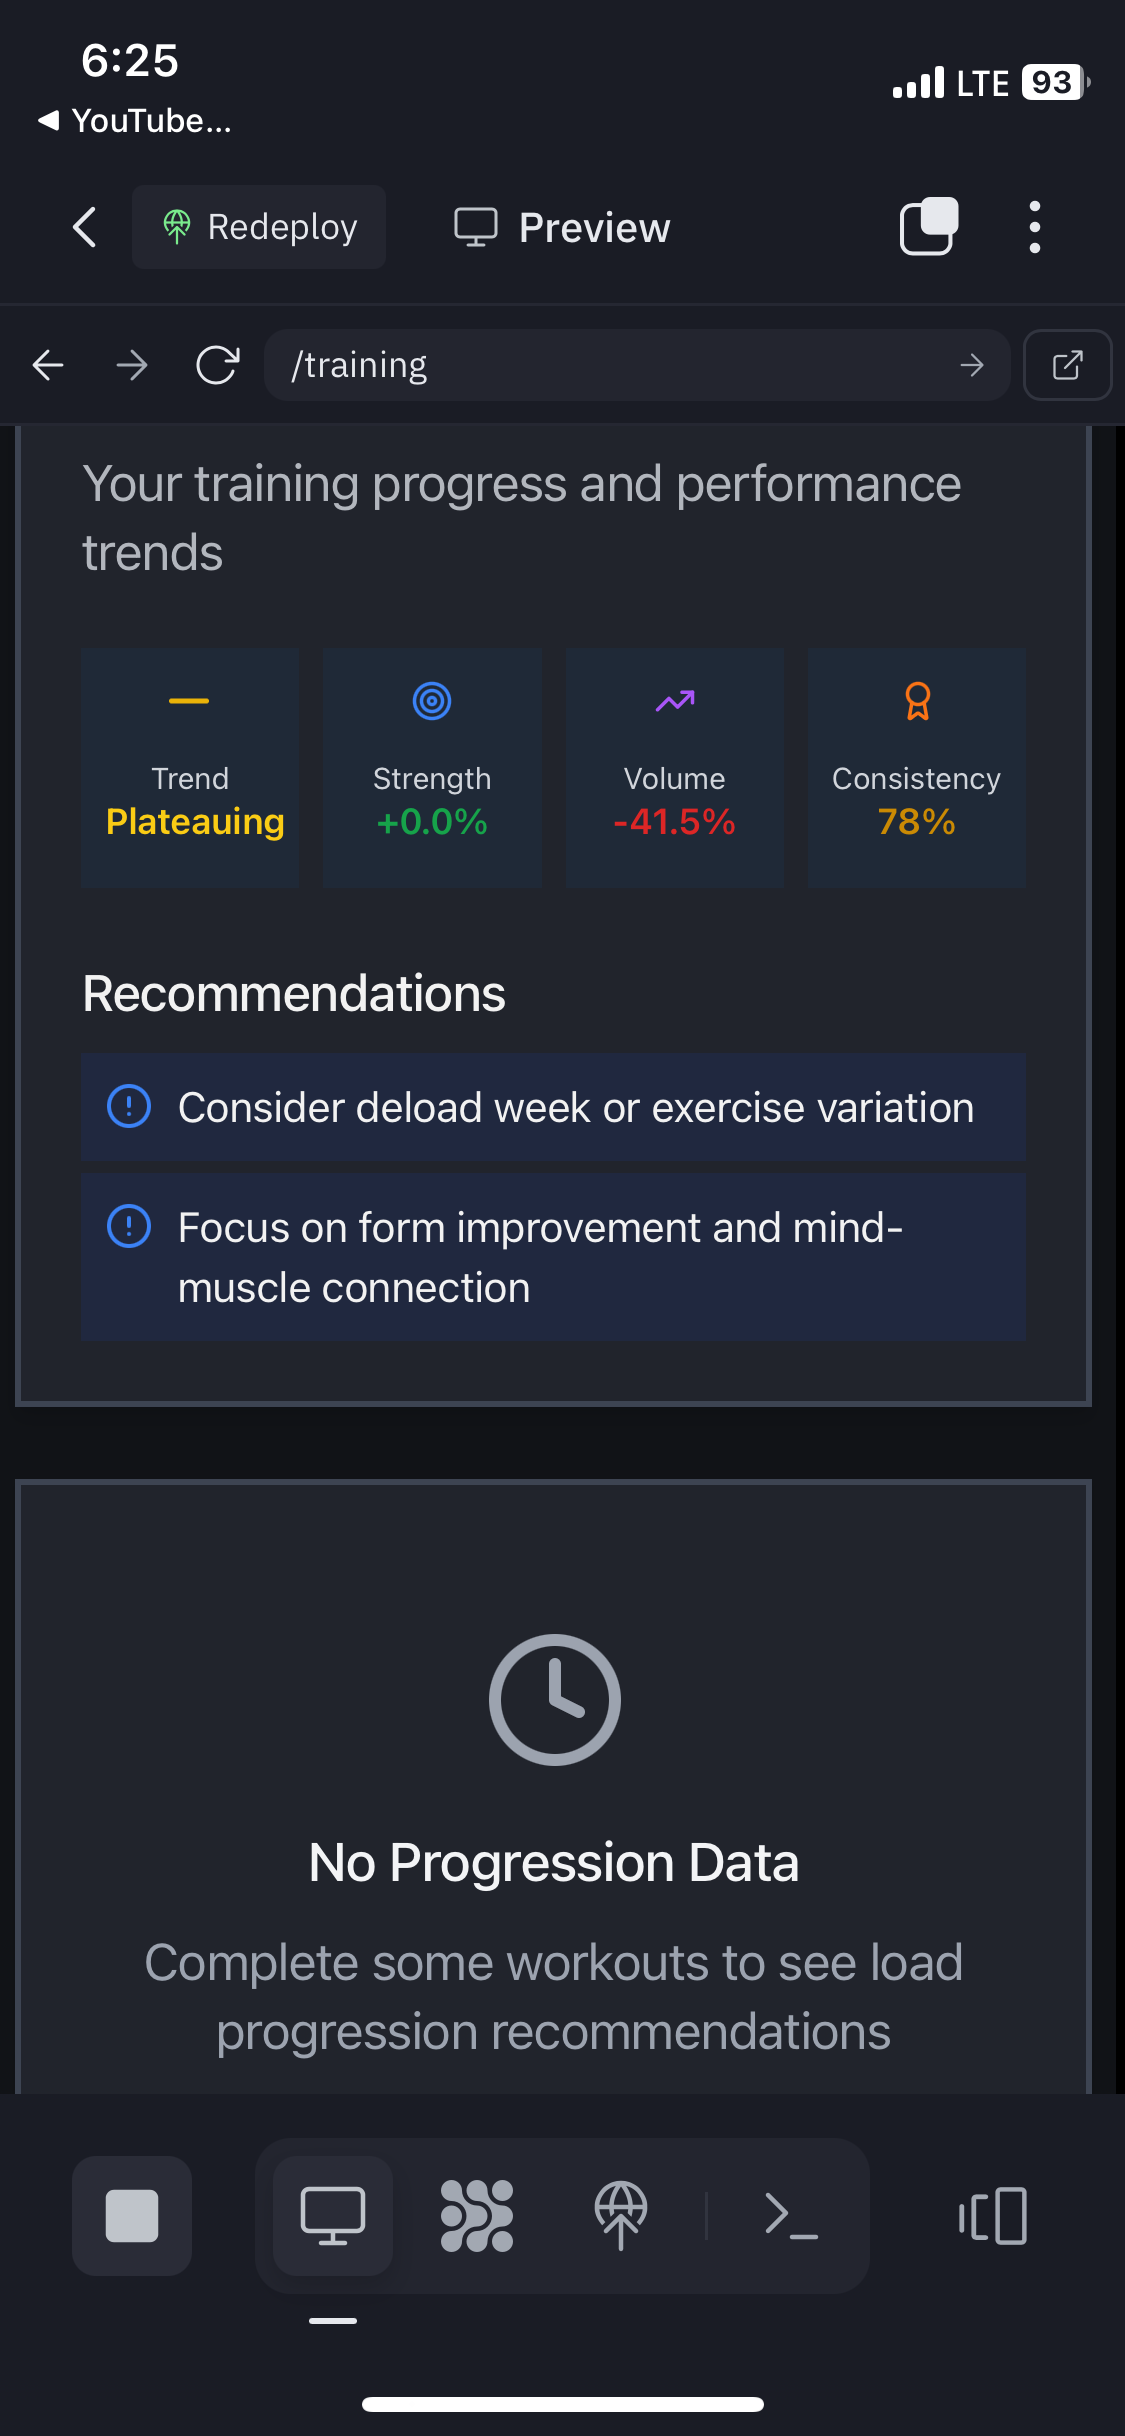 6:25
LTE 93
◀ YouTube...
Redeploy
Preview
/training
Your training progress and performance
trends
Trend
Plateauing
Strength
+0.0%
Volume
-41.5%
Consistency
78%
Recommendations
Consider deload week or exercise variation
Focus on form improvement and mind-
muscle connection
No Progression Data
Complete some workouts to see load
progression recommendations